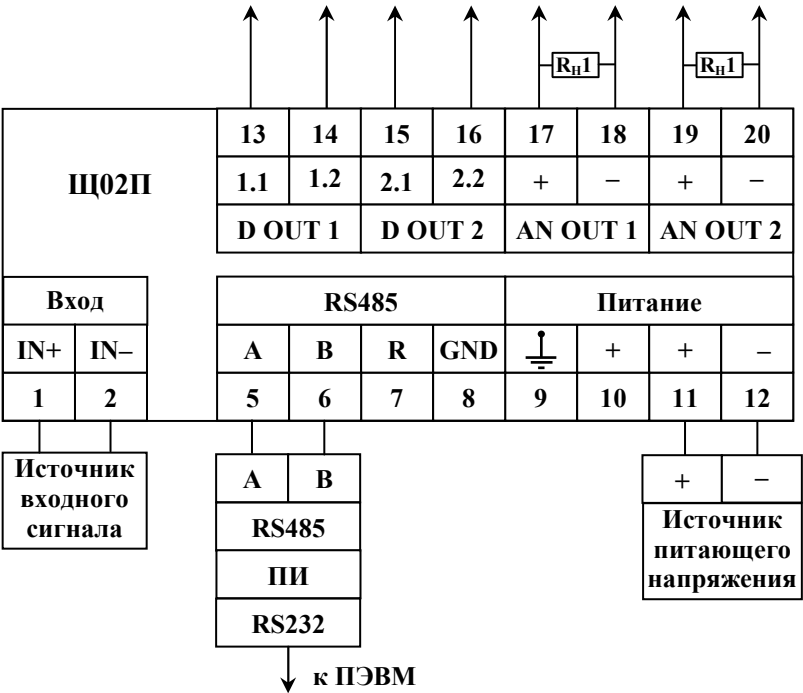 Rн1 Rн1
13 14 15 16 17 18 19 20
Щ02П
1.1 1.2 2.1 2.2 + − + −
D OUT 1 D OUT 2 AN OUT 1 AN OUT 2
Вход RS485 Питание
IN+ IN− A B R GND + + −
1 2 5 6 7 8 9 10 11 12
Источник
входного
сигнала
A B
RS485
ПИ
RS232
к ПЭВМ
+ −
Источник
питающего
напряжения